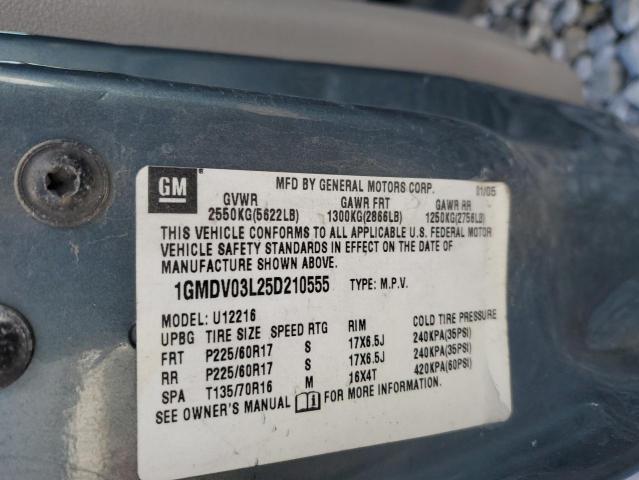 GM ® MFD BY GENERAL MOTORS CORP. 01/05
GVWR GAWR FRT GAWR RR
2550KG(5622LB) 1300KG(2866LB) 1250KG(2756LB)
THIS VEHICLE CONFORMS TO ALL APPLICABLE U.S. FEDERAL MOTOR
VEHICLE SAFETY STANDARDS IN EFFECT ON THE DATE OF
MANUFACTURE SHOWN ABOVE.
1GMDV03L25D210555 TYPE: M.P.V.
MODEL: U12216
UPBG TIRE SIZE SPEED RTG RIM COLD TIRE PRESSURE
FRT P225/60R17 S 17X6.5J 240KPA(35PSI)
RR P225/60R17 S 17X6.5J 240KPA(35PSI)
SPA T135/70R16 M 16X4T 420KPA(60PSI)
SEE OWNER'S MANUAL FOR MORE INFORMATION.